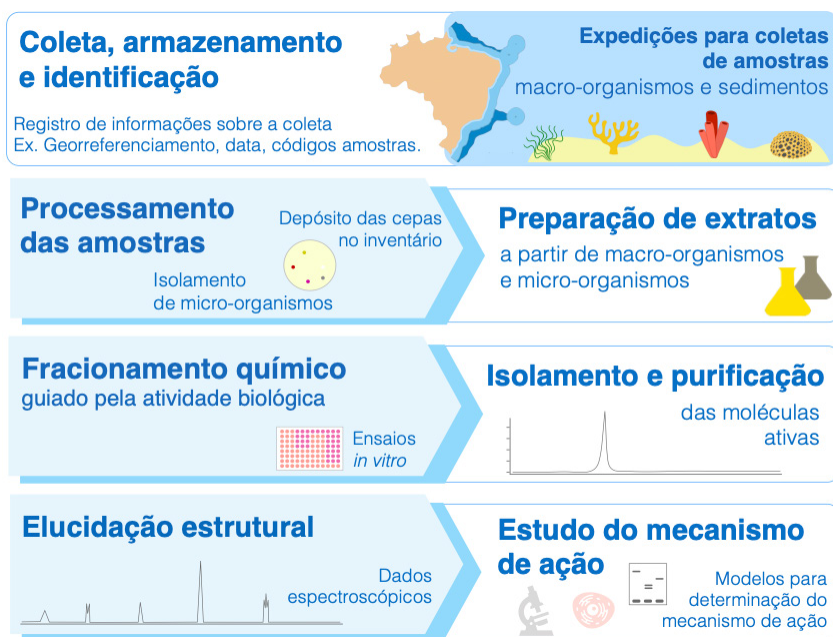 Coleta, armazenamento
e identificação
Registro de informações sobre a coleta
Ex. Georreferenciamento, data, códigos amostras.
Expedições para coletas
de amostras
macro-organismos e sedimentos
Processamento
das amostras
Depósito das cepas
no inventário
Isolamento
de micro-organismos
Preparação de extratos
a partir de macro-organismos
e micro-organismos
Fracionamento químico
guiado pela atividade biológica
Ensaios
in vitro
Isolamento e purificação
das moléculas
ativas
Elucidação estrutural
Dados
espectroscópicos
Estudo do mecanismo
de ação
Modelos para
determinação do
mecanismo de ação